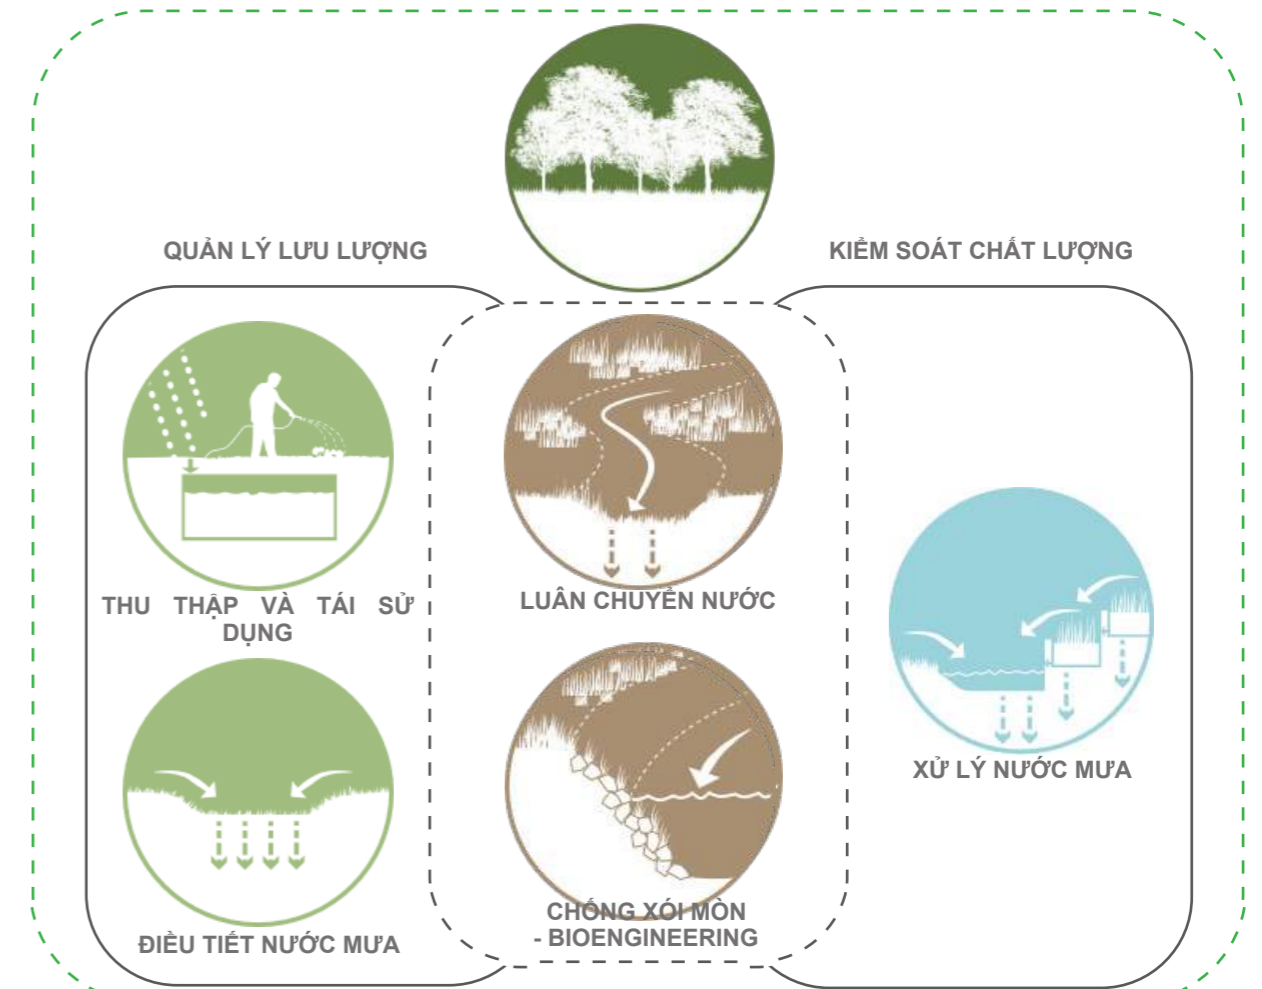 QUẢN LÝ LƯU LƯỢNG
KIỂM SOÁT CHẤT LƯỢNG
THU THẬP VÀ TÁI SỬ
DỤNG
LUÂN CHUYỂN NƯỚC
XỬ LÝ NƯỚC MƯA
ĐIỀU TIẾT NƯỚC MƯA
CHỐNG XÓI MÒN
- BIOENGINEERING